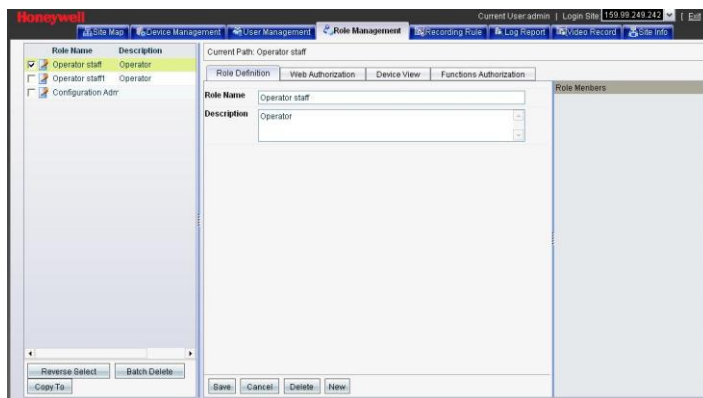 Honeywell
Current User:admin | Login Site: 159.99.249.242 | [ Exit
Site Map Device Management User Management Role Management Recording Rule Log Report Video Record Site Info
Role Name Description
Operator staff Operator
Operator stafft Operator
Configuration Adm
Current Path: Operator staff
Role Definition Web Authorization Device View Functions Authorization
Role Name Operator staff
Description Operator
Role Menbers
Reverse Select Batch Delete
Copy To
Save Cancel Delete New